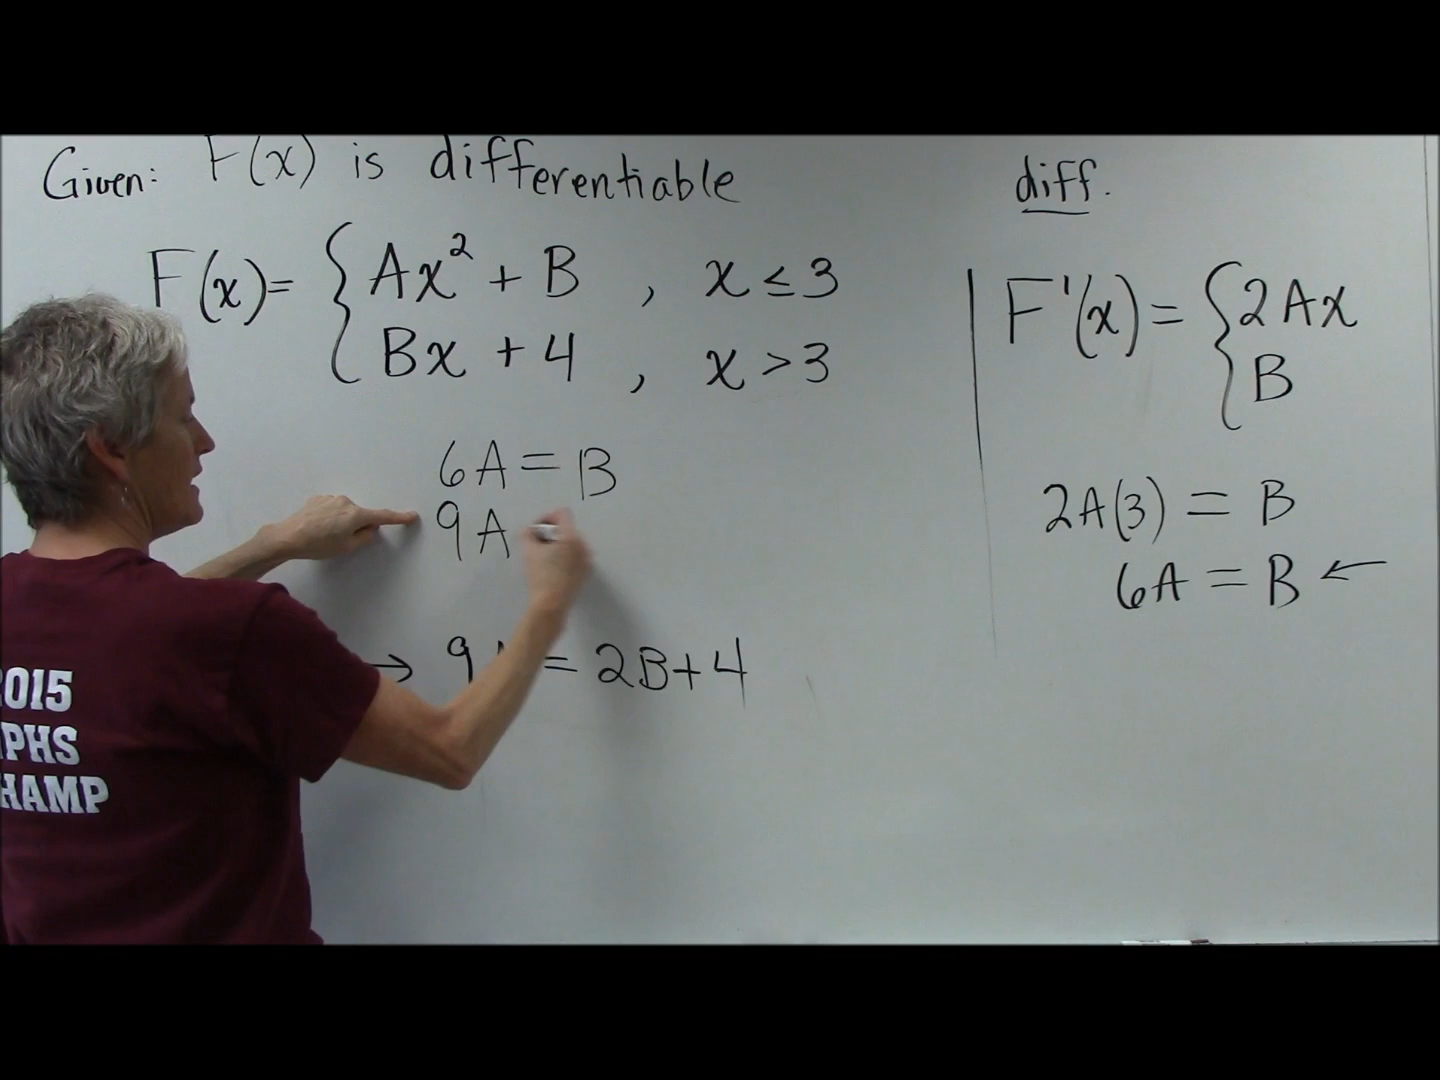 Given: F(x) is differentiable
F(x) = { Ax² + B , x ≤ 3
Bx + 4 , x > 3
6A = B
9A
→ 9 = 2B + 4
diff.
F'(x) = { 2Ax
B
2A(3) = B
6A = B ←
2015
HAMP